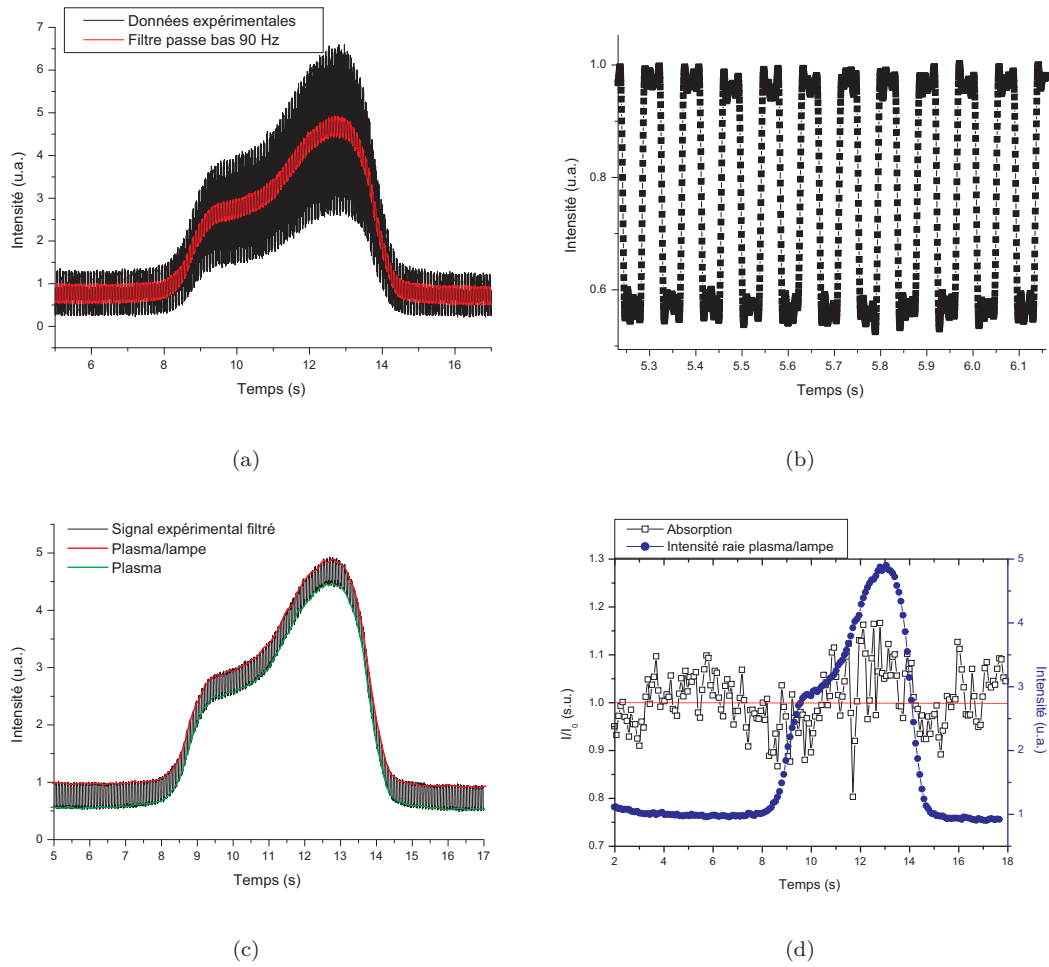 Données expérimentales
Filtre passe bas 90 Hz
7
6
5
4
3
2
1
0
6 8 10 12 14 16
Intensité (u.a.)
Temps (s)
(a)
1.0
0.8
0.6
5.3 5.4 5.5 5.6 5.7 5.8 5.9 6.0 6.1
Intensité (u.a.)
Temps (s)
(b)
Signal expérimental filtré
Plasma/lampe
Plasma
5
4
3
2
1
0
5 6 7 8 9 10 11 12 13 14 15 16 17
Intensité (u.a.)
Temps (s)
(c)
Absorption
Intensité raie plasma/lampe
1.3
1.2
1.1
1.0
0.9
0.8
0.7
2 4 6 8 10 12 14 16 18
I/I0 (s.u.)
5
4
3
2
1
Intensité (u.a.)
Temps (s)
(d)